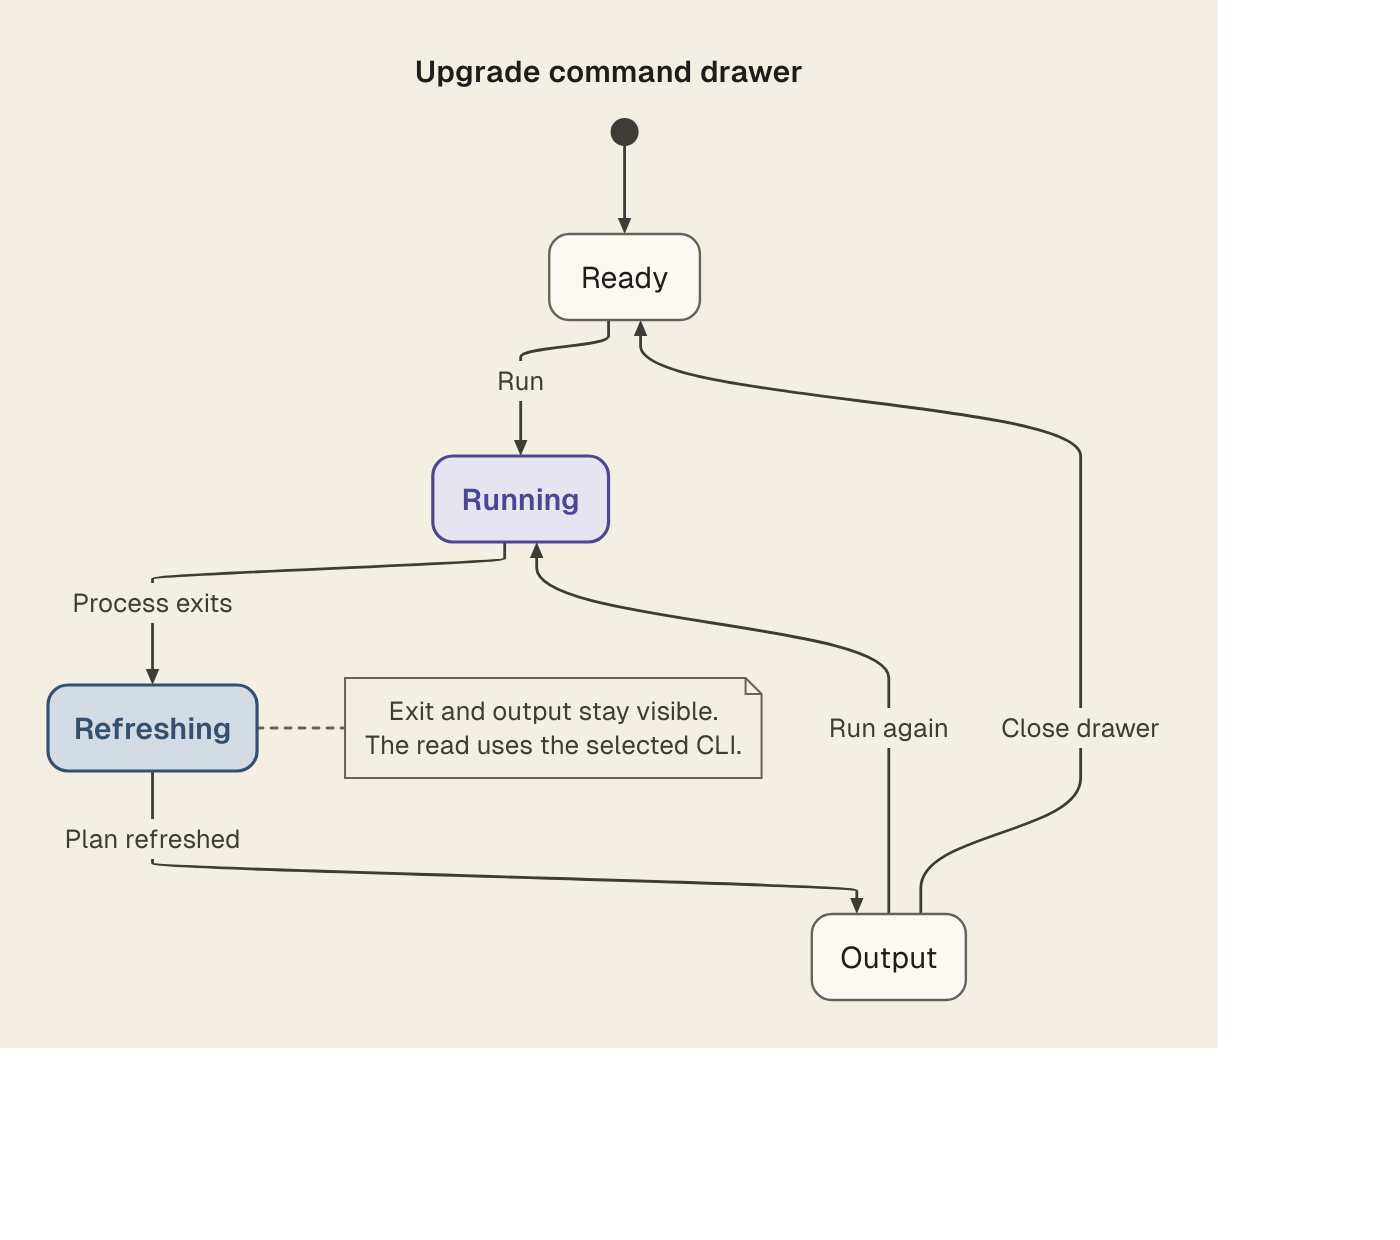 Upgrade command drawer
Ready
Run
Running
Process exits
Refreshing
Exit and output stay visible.
The read uses the selected CLI.
Run again
Close drawer
Plan refreshed
Output